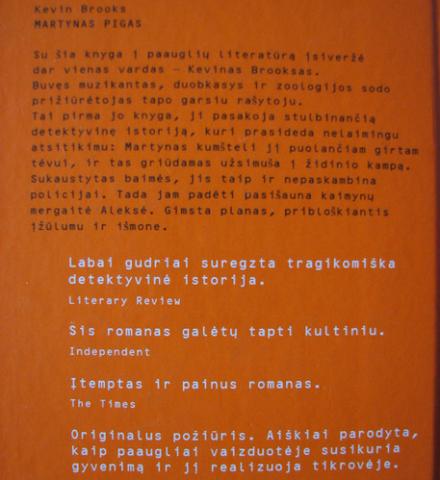 Kevin Brooks
MARTYNAS PIGAS
Su šia knyga į paauglių literatūrą įsiveržė
dar vienas vardas – Kevinas Brooksas.
Buvęs muzikantas, duobkasys ir zoologijos sodo
prižiūrėtojas tapo garsiu rašytoju.
Tai pirma jo knyga, ji pasakoja stulbinančią
detektyvinę istoriją, kuri prasideda nelaimingu
atsitikimu: Martynas kumšteli jį puolančiam girtam
tėvui, ir tas griūdamas užsimuša į židinio kampą.
Sukaustytas baimės, jis taip ir nepaskambina
policijai. Tada jam padėti pasišauna kaimynų
mergaitė Aleksė. Gimsta planas, pribloškiantis
įžūlumu ir išmone.
Labai gudriai suregzta tragikomiška
detektyvinė istorija.
Literary Review
Šis romanas galėtų tapti kultiniu.
Independent
Įtemptas ir painus romanas.
The Times
Originalus požiūris. Aiškiai parodyta,
kaip paaugliai vaizduotėje susikuria
gyvenimą ir jį realizuoja tikrovėje.